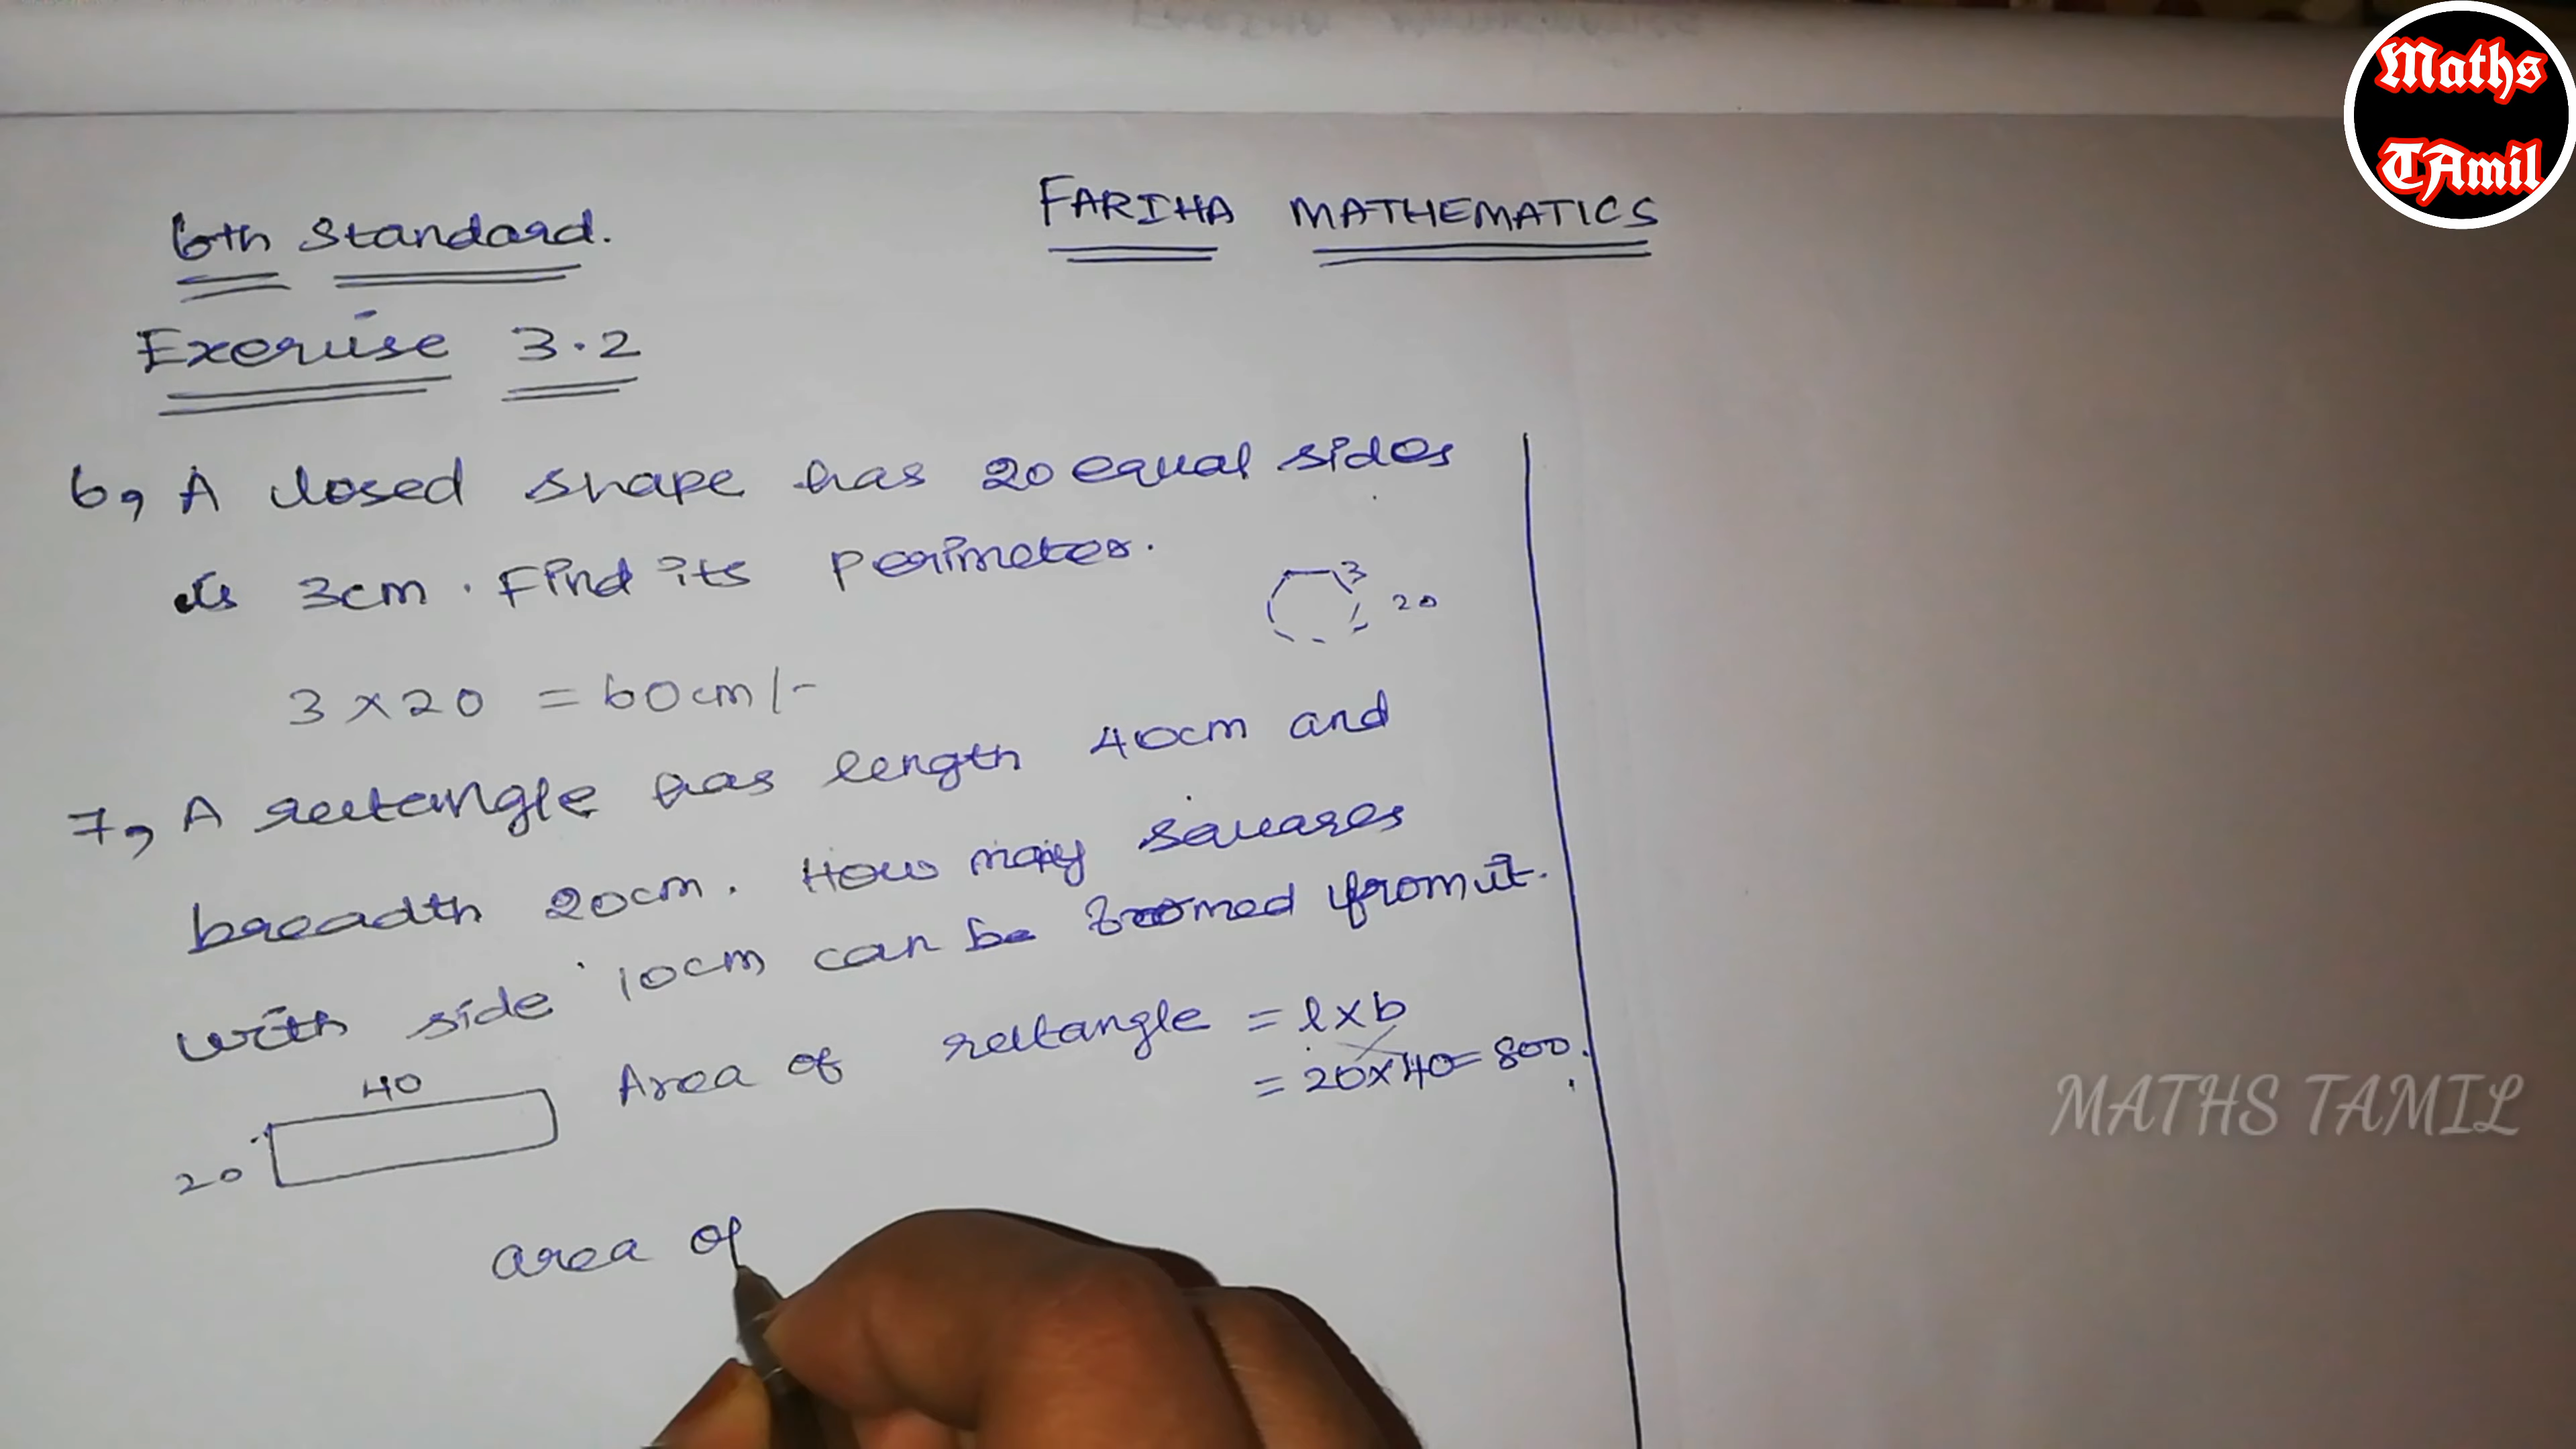 Maths
TAmil
FARIHA MATHEMATICS
6th Standard.
Exercise 3.2
6, A closed shape has 20 equal sides
is 3cm. Find its perimeter.
3
20
3 × 20 = 60cm/-
7, A rectangle has length 40cm and
breadth 20cm. How many squares
with side 10cm can be formed from it.
Area of rectangle = l×b
= 20×40 = 800.
40
20
area of
MATHS TAMIL